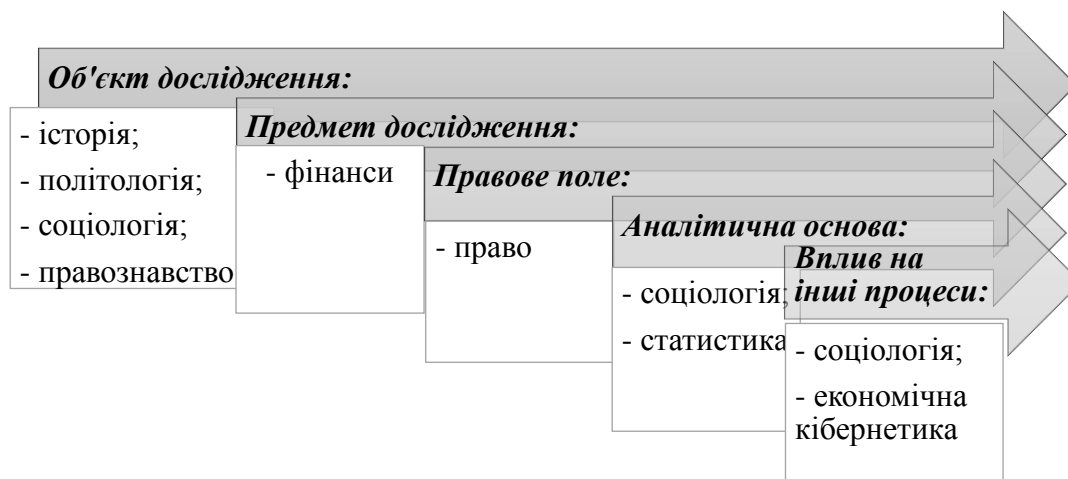 Об'єкт дослідження:
- історія;
- політологія;
- соціологія;
- правознавство
Предмет дослідження:
- фінанси
Правове поле:
- право
Аналітична основа:
- соціологія;
- статистика
Вплив на
інші процеси:
- соціологія;
- економічна
кібернетика